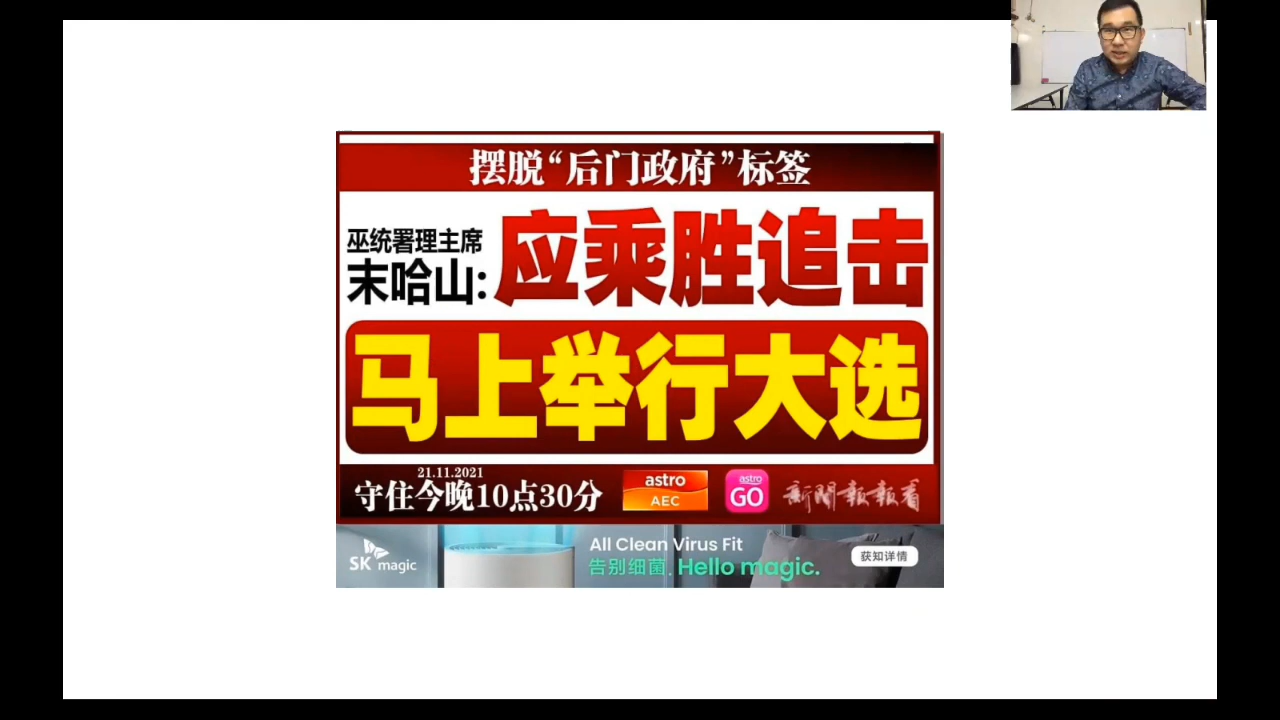 摆脱“后门政府”标签
巫统署理主席
末哈山:
应乘胜追击
马上举行大选
21.11.2021
守住今晚10点30分
astro
AEC
astro
GO
新聞報報看
SK magic
All Clean Virus Fit
告别细菌, Hello magic.
获知详情